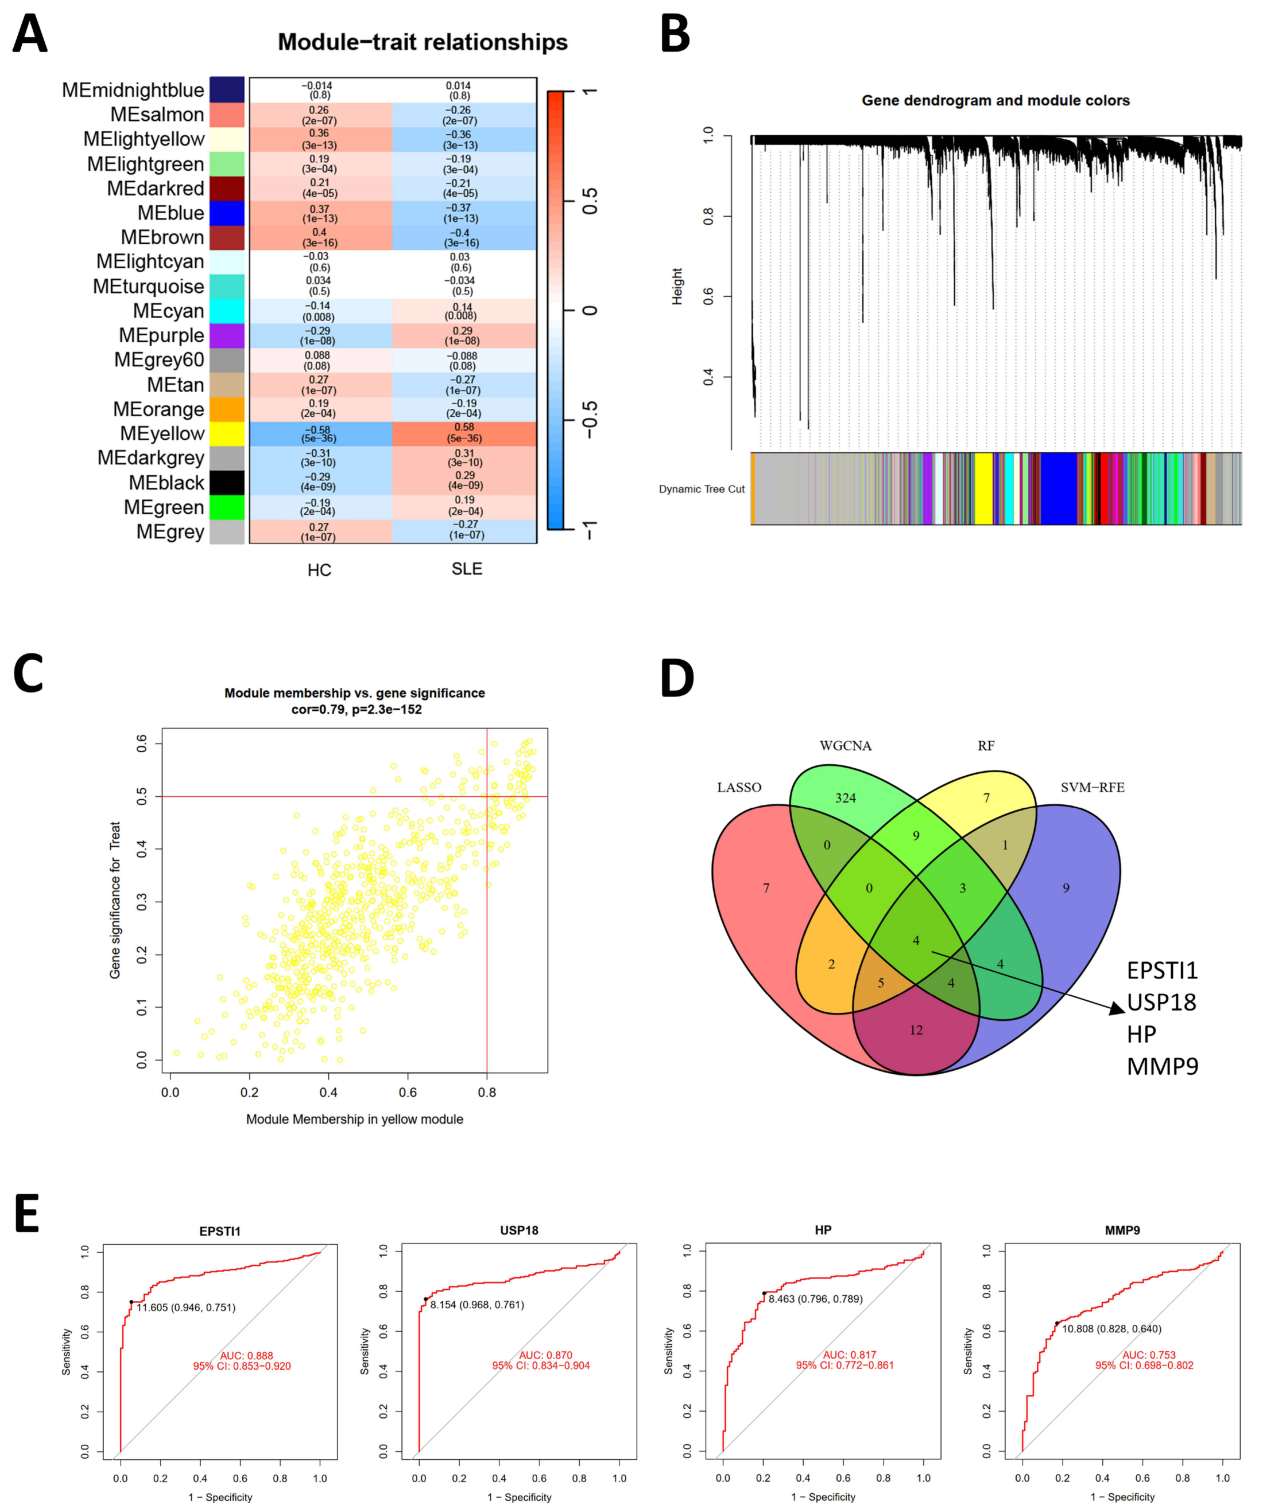 A
Module−trait relationships
MEmidnightblue −0.014 (0.8) 0.014 (0.8)
MEsalmon 0.26 (2e−07) −0.26 (2e−07)
MElightyellow 0.36 (3e−13) −0.36 (3e−13)
MElightgreen 0.19 (3e−04) −0.19 (3e−04)
MEdarkred 0.21 (4e−05) −0.21 (4e−05)
MEblue 0.37 (1e−13) −0.37 (1e−13)
MEbrown 0.4 (3e−16) −0.4 (3e−16)
MElightcyan −0.03 (0.6) 0.03 (0.6)
MEturquoise 0.034 (0.5) −0.034 (0.5)
MEcyan −0.14 (0.008) 0.14 (0.008)
MEpurple −0.29 (1e−08) 0.29 (1e−08)
MEgrey60 0.088 (0.08) −0.088 (0.08)
MEtan 0.27 (1e−07) −0.27 (1e−07)
MEorange 0.19 (2e−04) −0.19 (2e−04)
MEyellow −0.58 (5e−36) 0.58 (5e−36)
MEdarkgrey −0.31 (3e−10) 0.31 (3e−10)
MEblack −0.29 (4e−09) 0.29 (4e−09)
MEgreen −0.19 (2e−04) 0.19 (2e−04)
MEgrey 0.27 (1e−07) −0.27 (1e−07)
HC SLE
1
0.5
0
−0.5
−1
B
Gene dendrogram and module colors
Height
1.0
0.8
0.6
0.4
Dynamic Tree Cut
C
Module membership vs. gene significance
cor=0.79, p=2.3e−152
Gene significance for Treat
0.6
0.5
0.4
0.3
0.2
0.1
0.0
0.0 0.2 0.4 0.6 0.8
Module Membership in yellow module
D
WGCNA RF
LASSO SVM−RFE
324 7
9
0 1
7 0 3 9
4
2 4
5 4
12
EPSTI1
USP18
HP
MMP9
E
EPSTI1
Sensitivity
1.0
0.8
0.6
0.4
0.2
0.0
11.605 (0.946, 0.751)
AUC: 0.888
95% CI: 0.853−0.920
0.0 0.2 0.4 0.6 0.8 1.0
1 − Specificity
USP18
Sensitivity
1.0
0.8
0.6
0.4
0.2
0.0
8.154 (0.968, 0.761)
AUC: 0.870
95% CI: 0.834−0.904
0.0 0.2 0.4 0.6 0.8 1.0
1 − Specificity
HP
Sensitivity
1.0
0.8
0.6
0.4
0.2
0.0
8.463 (0.796, 0.789)
AUC: 0.817
95% CI: 0.772−0.861
0.0 0.2 0.4 0.6 0.8 1.0
1 − Specificity
MMP9
Sensitivity
1.0
0.8
0.6
0.4
0.2
0.0
10.808 (0.828, 0.640)
AUC: 0.753
95% CI: 0.698−0.802
0.0 0.2 0.4 0.6 0.8 1.0
1 − Specificity